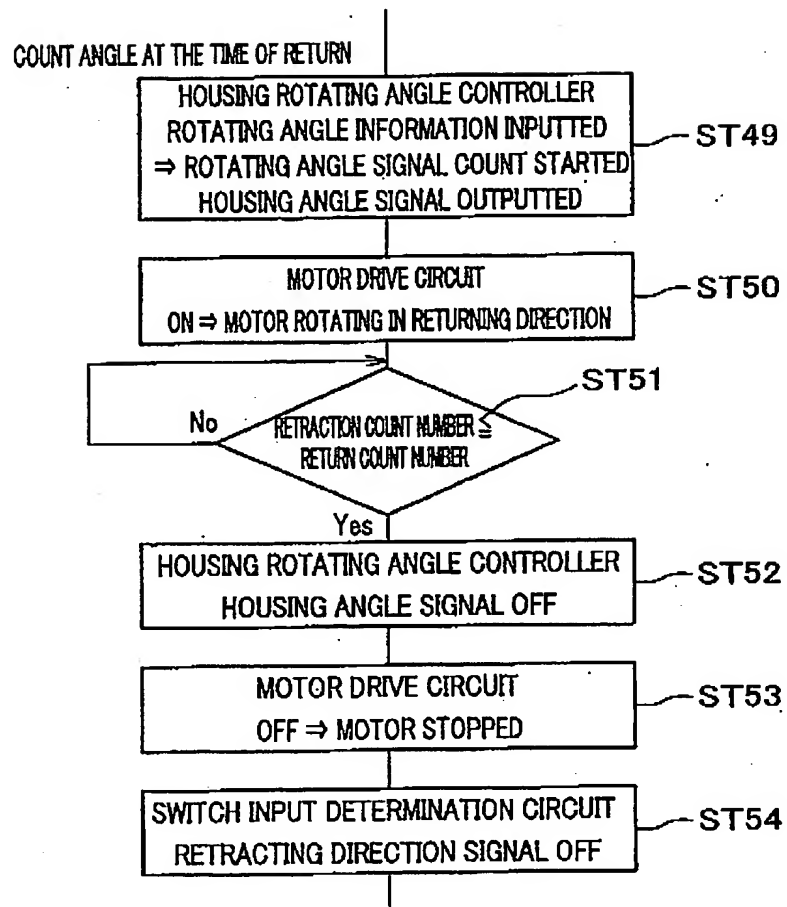 COUNT ANGLE AT THE TIME OF RETURN
HOUSING ROTATING ANGLE CONTROLLER
ROTATING ANGLE INFORMATION INPUTTED
⇒ ROTATING ANGLE SIGNAL COUNT STARTED
HOUSING ANGLE SIGNAL OUTPUTTED
ST49
MOTOR DRIVE CIRCUIT
ON ⇒ MOTOR ROTATING IN RETURNING DIRECTION
ST50
ST51
RETRACTION COUNT NUMBER ≦
RETURN COUNT NUMBER
No
Yes
HOUSING ROTATING ANGLE CONTROLLER
HOUSING ANGLE SIGNAL OFF
ST52
MOTOR DRIVE CIRCUIT
OFF ⇒ MOTOR STOPPED
ST53
SWITCH INPUT DETERMINATION CIRCUIT
RETRACTING DIRECTION SIGNAL OFF
ST54